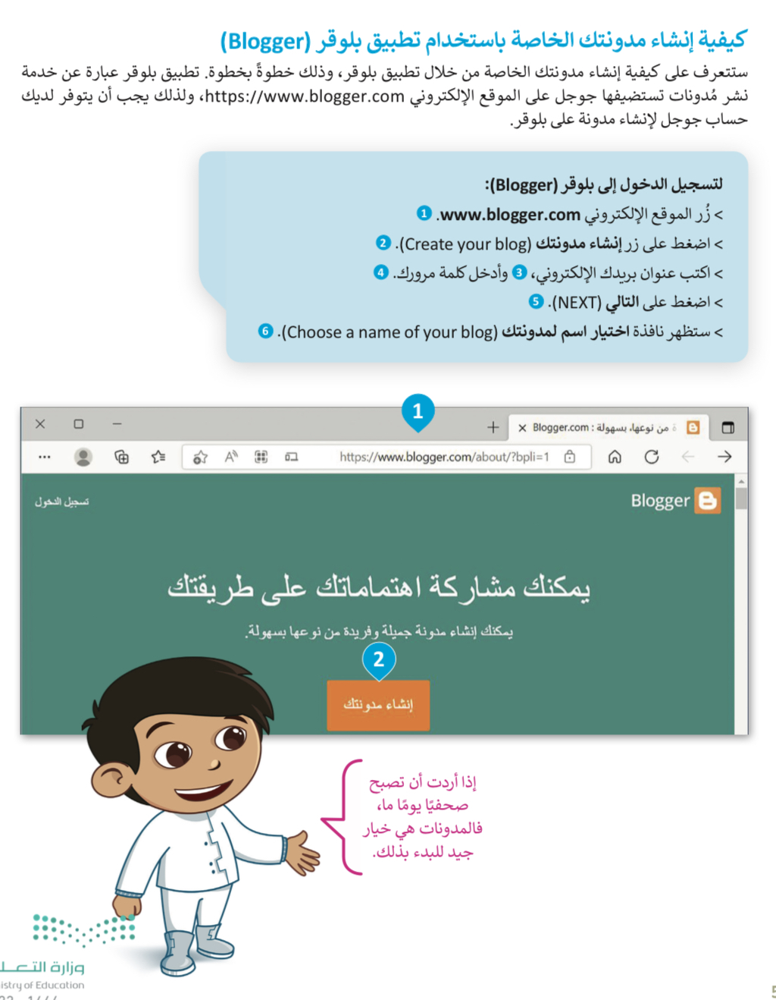 كيفية إنشاء مدونتك الخاصة باستخدام تطبيق بلوقر (Blogger)
ستتعرف على كيفية إنشاء مدونتك الخاصة من خلال تطبيق بلوقر، وذلك خطوةً بخطوة. تطبيق بلوقر عبارة عن خدمة
نشر مُدونات تستضيفها جوجل على الموقع الإلكتروني https://www.blogger.com، ولذلك يجب أن يتوفر لديك
حساب جوجل لإنشاء مدونة على بلوقر.
لتسجيل الدخول إلى بلوقر (Blogger):
> زُر الموقع الإلكتروني www.blogger.com. 1
> اضغط على زر إنشاء مدونتك (Create your blog). 2
> اكتب عنوان بريدك الإلكتروني، 3 وأدخل كلمة مرورك. 4
> اضغط على التالي (NEXT). 5
> ستظهر نافذة اختيار اسم لمدونتك (Choose a name of your blog). 6
1
ة من نوعها، بسهولة : Blogger.com
https://www.blogger.com/about/?bpli=1
Blogger
تسجيل الدخول
يمكنك مشاركة اهتماماتك على طريقتك
يمكنك إنشاء مدونة جميلة وفريدة من نوعها بسهولة.
2
إنشاء مدونتك
إذا أردت أن تصبح
صحفيًا يومًا ما،
فالمدونات هي خيار
جيد للبدء بذلك.
وزارة التعـلـ
istry of Education